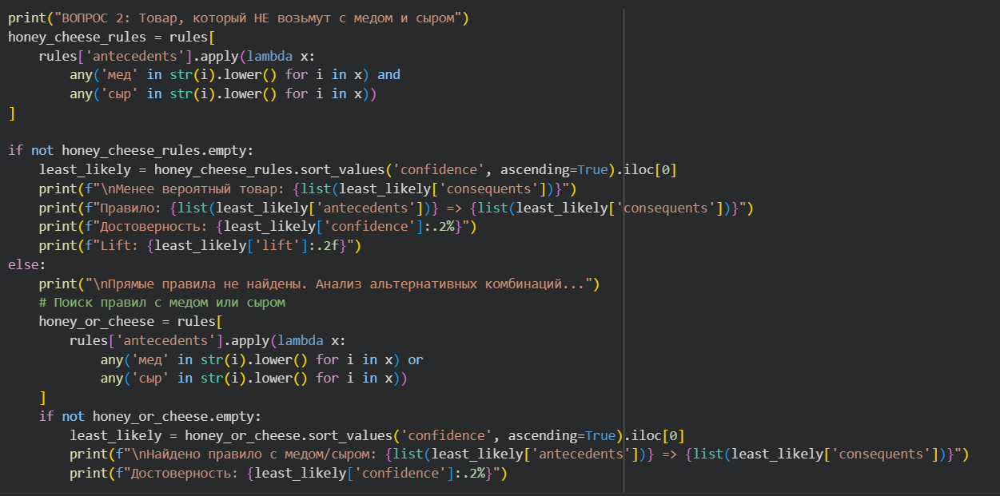 print("ВОПРОС 2: Товар, который НЕ возьмут с медом и сыром")
honey_cheese_rules = rules[
    rules['antecedents'].apply(lambda x:
        any('мед' in str(i).lower() for i in x) and
        any('сыр' in str(i).lower() for i in x))
]

if not honey_cheese_rules.empty:
    least_likely = honey_cheese_rules.sort_values('confidence', ascending=True).iloc[0]
    print(f"\nМенее вероятный товар: {list(least_likely['consequents'])}")
    print(f"Правило: {list(least_likely['antecedents'])} => {list(least_likely['consequents'])}")
    print(f"Достоверность: {least_likely['confidence']:.2%}")
    print(f"Lift: {least_likely['lift']:.2f}")
else:
    print("\nПрямые правила не найдены. Анализ альтернативных комбинаций...")
    # Поиск правил с медом или сыром
    honey_or_cheese = rules[
        rules['antecedents'].apply(lambda x:
            any('мед' in str(i).lower() for i in x) or
            any('сыр' in str(i).lower() for i in x))
    ]
    if not honey_or_cheese.empty:
        least_likely = honey_or_cheese.sort_values('confidence', ascending=True).iloc[0]
        print(f"\nНайдено правило с медом/сыром: {list(least_likely['antecedents'])} => {list(least_likely['consequents'])}")
        print(f"Достоверность: {least_likely['confidence']:.2%}")